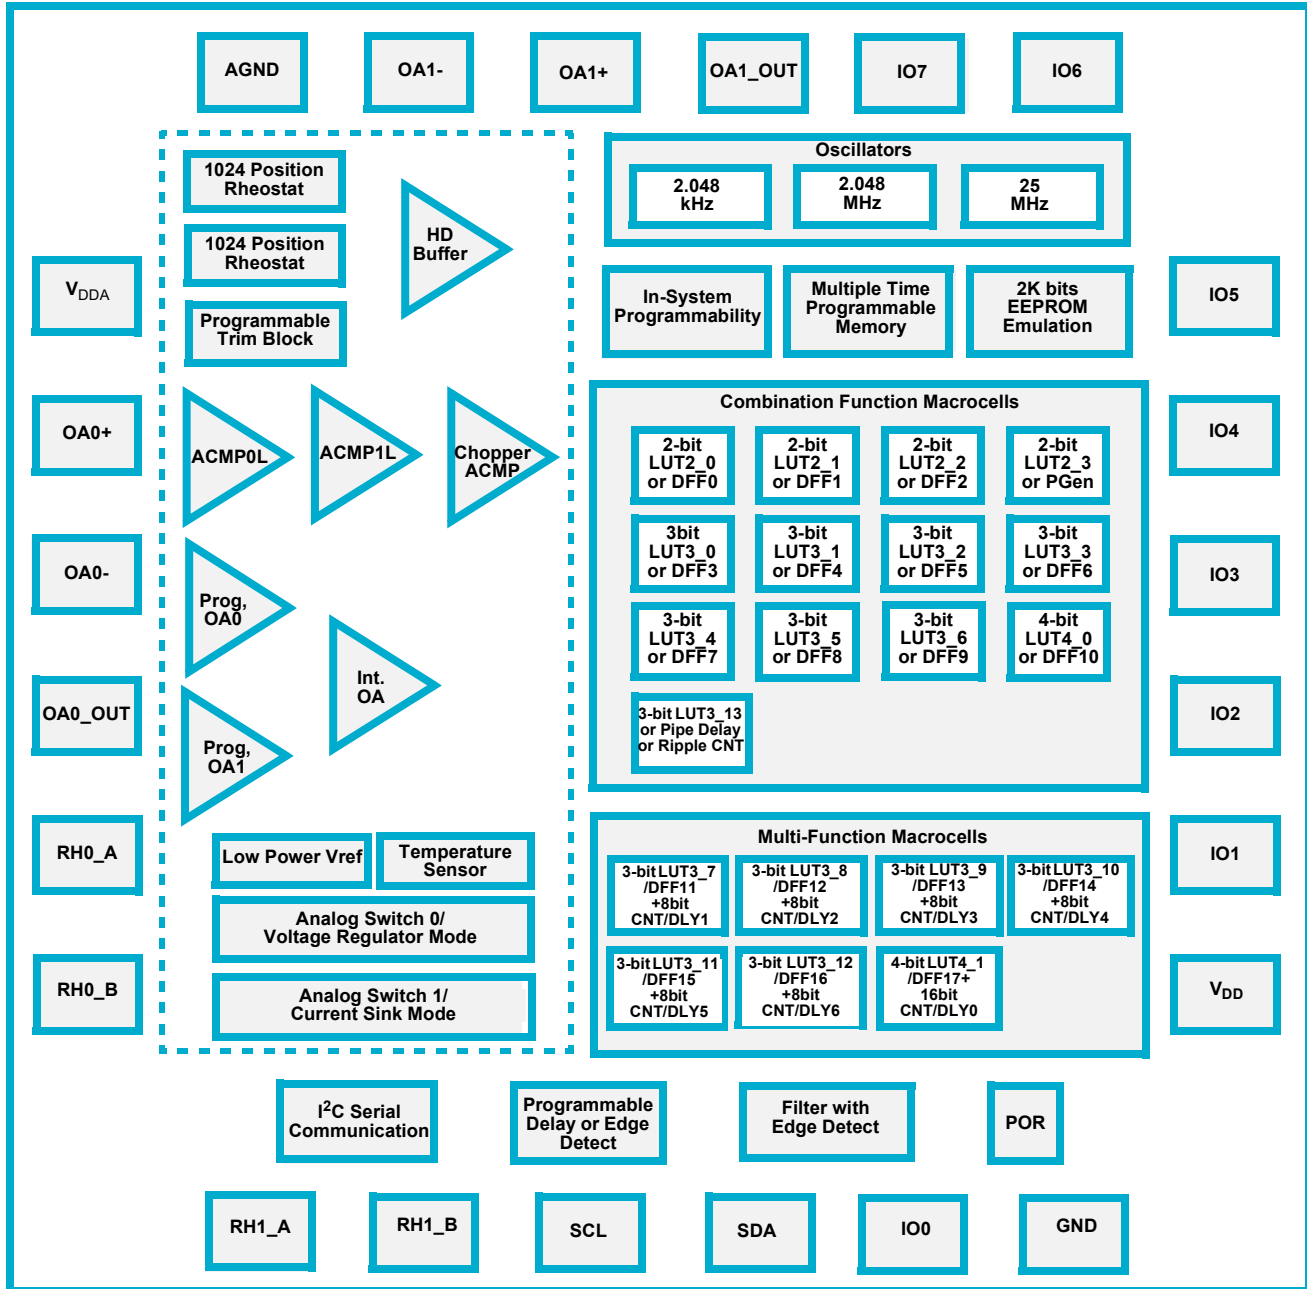 AGND
OA1-
OA1+
OA1_OUT
IO7
IO6
1024 Position
Rheostat
1024 Position
Rheostat
Programmable
Trim Block
HD
Buffer
Oscillators
2.048
kHz
2.048
MHz
25
MHz
In-System
Programmability
Multiple Time
Programmable
Memory
2K bits
EEPROM
Emulation
VDDA
OA0+
OA0-
OA0_OUT
RH0_A
RH0_B
IO5
IO4
IO3
IO2
IO1
VDD
ACMP0L
ACMP1L
Chopper
ACMP
Prog,
OA0
Int.
OA
Prog,
OA1
Low Power Vref
Temperature
Sensor
Analog Switch 0/
Voltage Regulator Mode
Analog Switch 1/
Current Sink Mode
Combination Function Macrocells
2-bit
LUT2_0
or DFF0
2-bit
LUT2_1
or DFF1
2-bit
LUT2_2
or DFF2
2-bit
LUT2_3
or PGen
3bit
LUT3_0
or DFF3
3-bit
LUT3_1
or DFF4
3-bit
LUT3_2
or DFF5
3-bit
LUT3_3
or DFF6
3-bit
LUT3_4
or DFF7
3-bit
LUT3_5
or DFF8
3-bit
LUT3_6
or DFF9
4-bit
LUT4_0
or DFF10
3-bit LUT3_13
or Pipe Delay
or Ripple CNT
Multi-Function Macrocells
3-bit LUT3_7
/DFF11
+8bit
CNT/DLY1
3-bit LUT3_8
/DFF12
+8bit
CNT/DLY2
3-bit LUT3_9
/DFF13
+8bit
CNT/DLY3
3-bit LUT3_10
/DFF14
+8bit
CNT/DLY4
3-bit LUT3_11
/DFF15
+8bit
CNT/DLY5
3-bit LUT3_12
/DFF16
+8bit
CNT/DLY6
4-bit LUT4_1
/DFF17+
16bit
CNT/DLY0
I²C Serial
Communication
Programmable
Delay or Edge
Detect
Filter with
Edge Detect
POR
RH1_A
RH1_B
SCL
SDA
IO0
GND